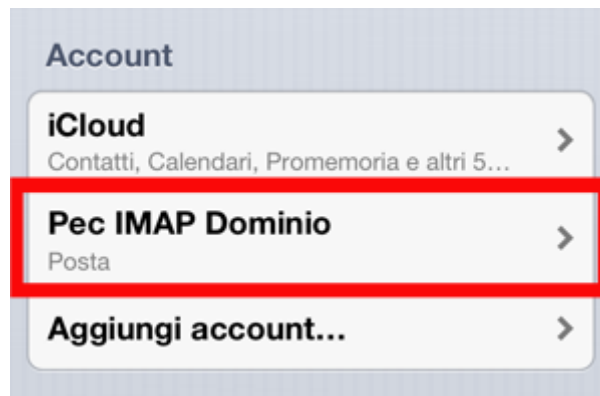 Account
iCloud
Contatti, Calendari, Promemoria e altri 5...
Pec IMAP Dominio
Posta
Aggiungi account...